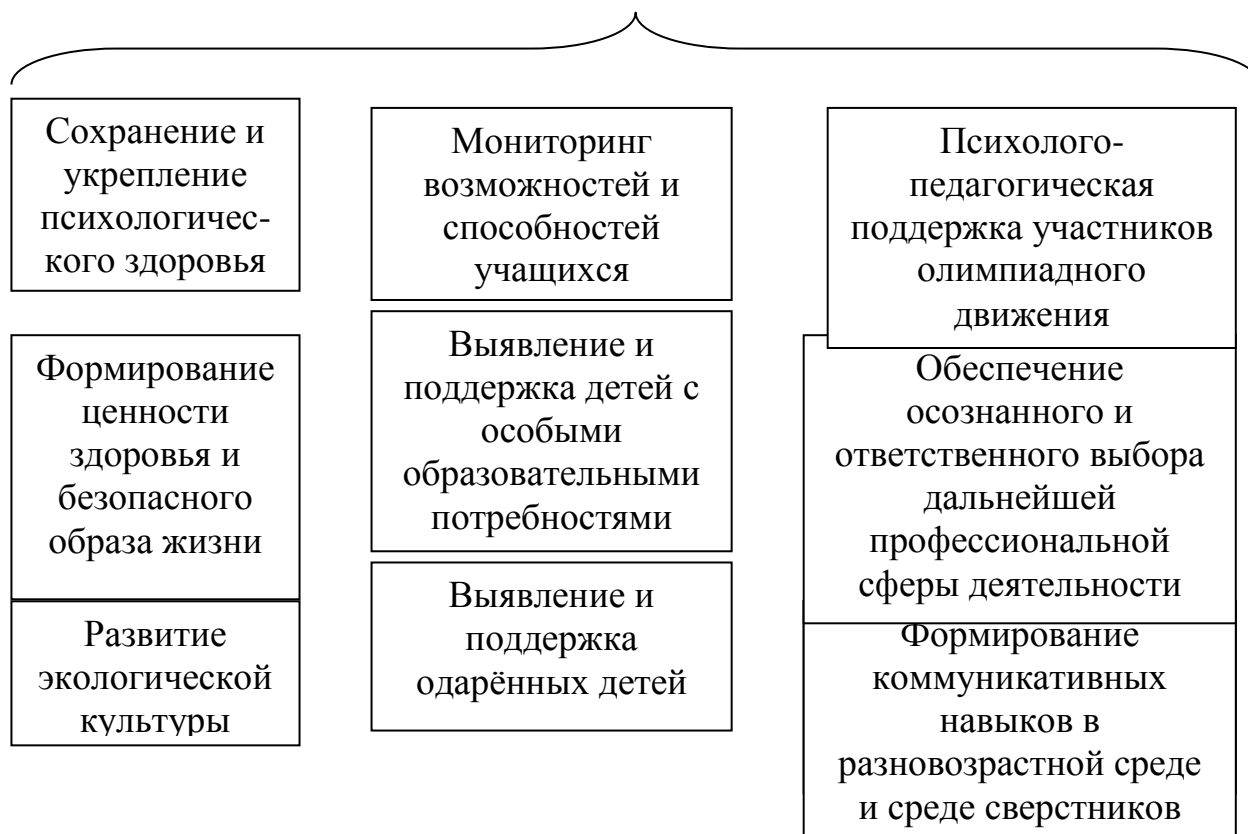 Сохранение и
укрепление
психологичес-
кого здоровья
Формирование
ценности
здоровья и
безопасного
образа жизни
Развитие
экологической
культуры
Мониторинг
возможностей и
способностей
учащихся
Выявление и
поддержка детей с
особыми
образовательными
потребностями
Выявление и
поддержка
одарённых детей
Психолого-
педагогическая
поддержка участников
олимпиадного
движения
Обеспечение
осознанного и
ответственного выбора
дальнейшей
профессиональной
сферы деятельности
Формирование
коммуникативных
навыков в
разновозрастной среде
и среде сверстников